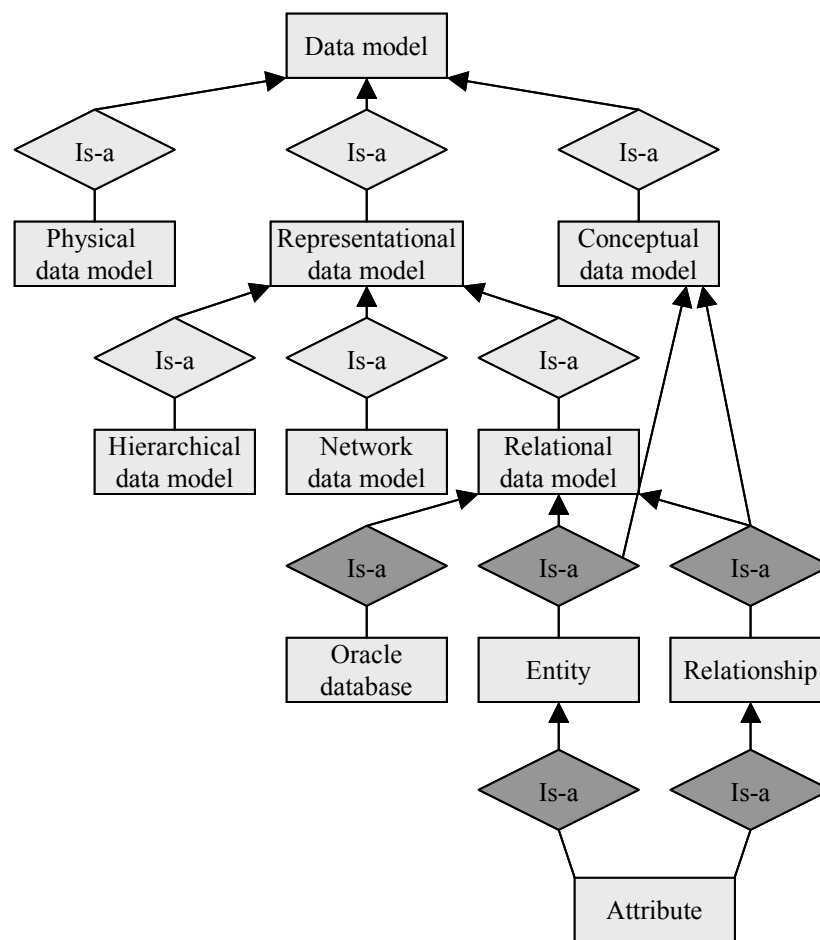 Data model
Is-a
Is-a
Is-a
Physical
data model
Representational
data model
Conceptual
data model
Is-a
Is-a
Is-a
Hierarchical
data model
Network
data model
Relational
data model
Is-a
Is-a
Is-a
Oracle
database
Entity
Relationship
Is-a
Is-a
Attribute